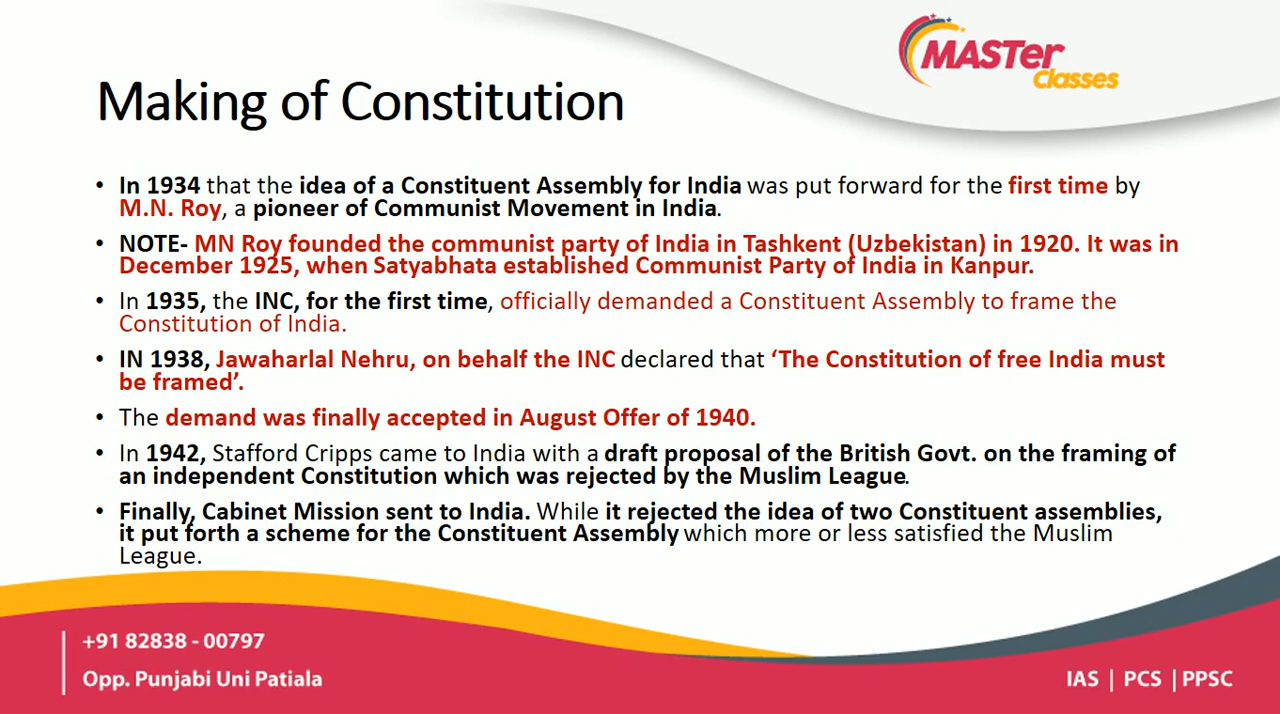 MASTer
Classes
Making of Constitution
• In 1934 that the idea of a Constituent Assembly for India was put forward for the first time by
M.N. Roy, a pioneer of Communist Movement in India.
• NOTE- MN Roy founded the communist party of India in Tashkent (Uzbekistan) in 1920. It was in
December 1925, when Satyabhata established Communist Party of India in Kanpur.
• In 1935, the INC, for the first time, officially demanded a Constituent Assembly to frame the
Constitution of India.
• IN 1938, Jawaharlal Nehru, on behalf the INC declared that ‘The Constitution of free India must
be framed’.
• The demand was finally accepted in August Offer of 1940.
• In 1942, Stafford Cripps came to India with a draft proposal of the British Govt. on the framing of
an independent Constitution which was rejected by the Muslim League.
• Finally, Cabinet Mission sent to India. While it rejected the idea of two Constituent assemblies,
it put forth a scheme for the Constituent Assembly which more or less satisfied the Muslim
League.
+91 82838 - 00797
Opp. Punjabi Uni Patiala
IAS | PCS | PPSC